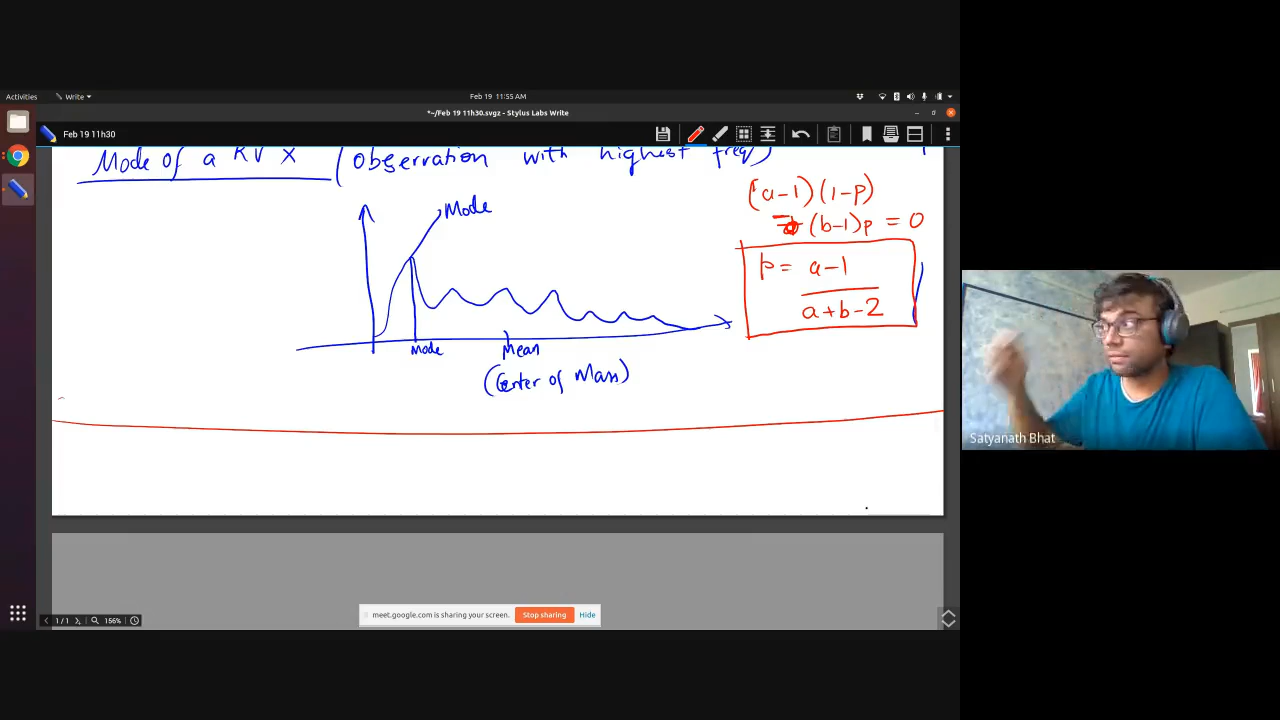 Activities
Write
Feb 19 11:55 AM
*~/Feb 19 11h30.svgz - Stylus Labs Write
Feb 19 11h30
Mode of a RV X (observation with highest freq)
Mode
mode
Mean
(Center of Mass)
(a-1)(1-p)
- (b-1)p = 0
p = a-1
a+b-2
Satyanath Bhat
meet.google.com is sharing your screen.
Stop sharing
Hide
1/1
156%